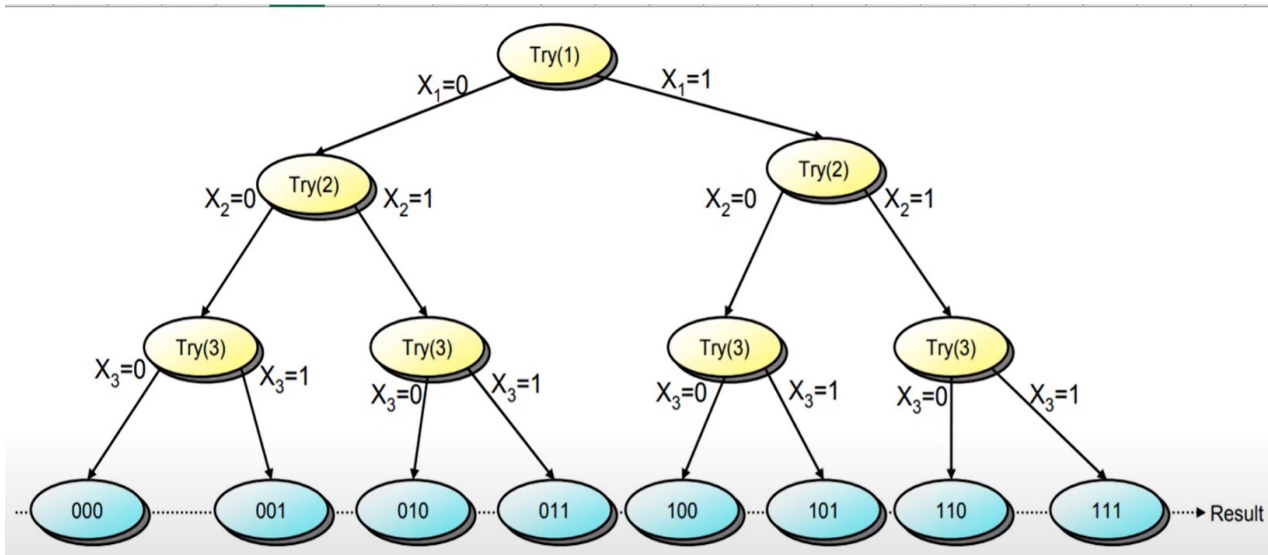 Try(1)
X₁=0
X₁=1
Try(2)
Try(2)
X₂=0
X₂=1
X₂=0
X₂=1
Try(3)
Try(3)
Try(3)
Try(3)
X₃=0
X₃=1
X₃=0
X₃=1
X₃=0
X₃=1
X₃=0
X₃=1
000
001
010
011
100
101
110
111
Result